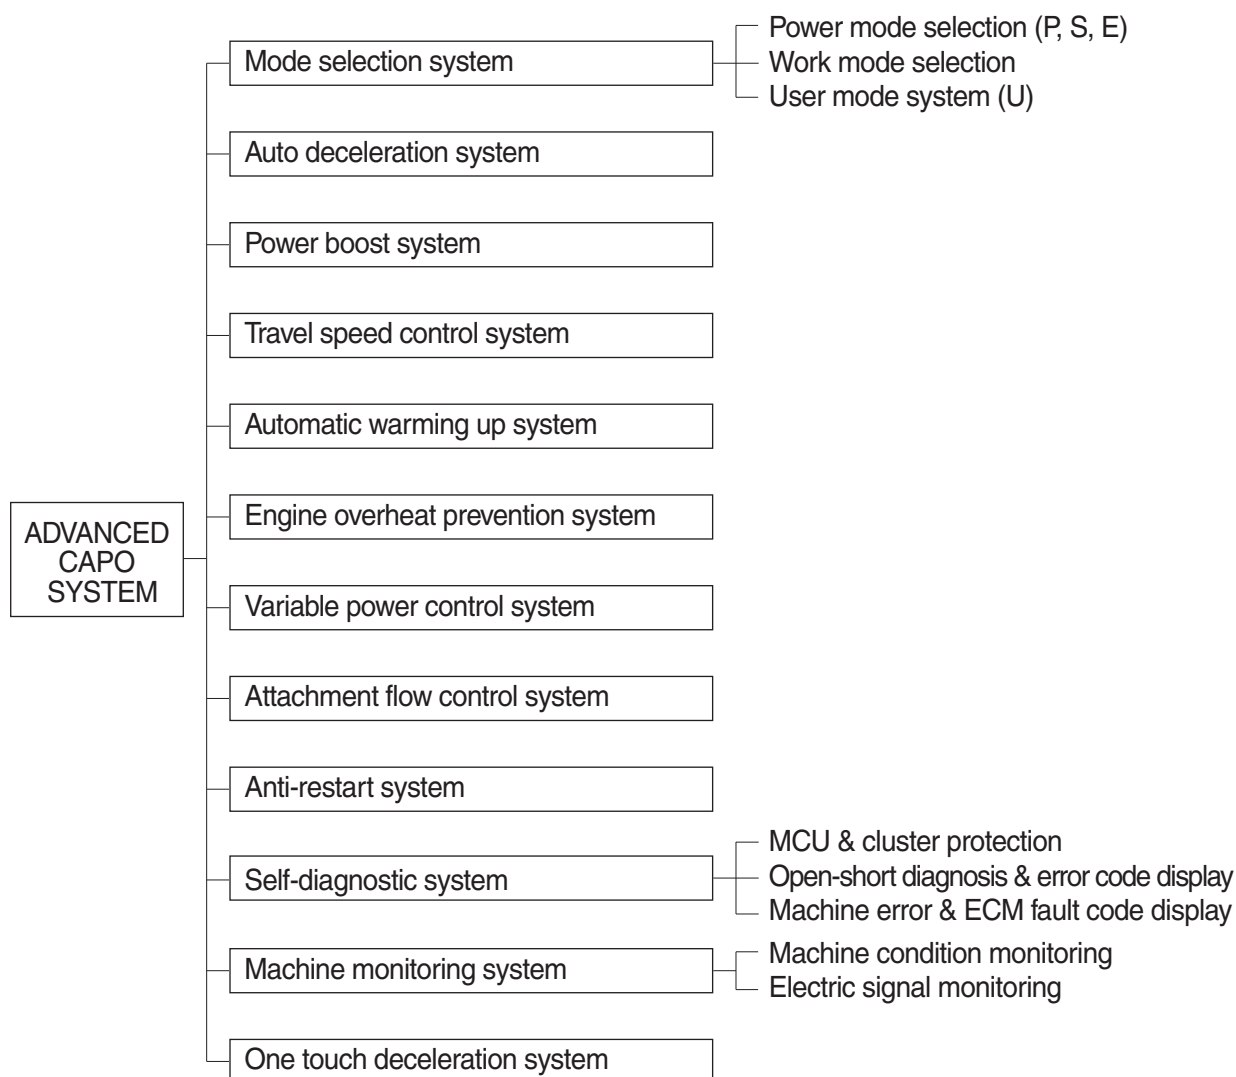 Power mode selection (P, S, E)
Mode selection system
Work mode selection
User mode system (U)
Auto deceleration system
Power boost system
Travel speed control system
Automatic warming up system
Engine overheat prevention system
ADVANCED
CAPO
SYSTEM
Variable power control system
Attachment flow control system
Anti-restart system
MCU & cluster protection
Self-diagnostic system
Open-short diagnosis & error code display
Machine error & ECM fault code display
Machine monitoring system
Machine condition monitoring
Electric signal monitoring
One touch deceleration system